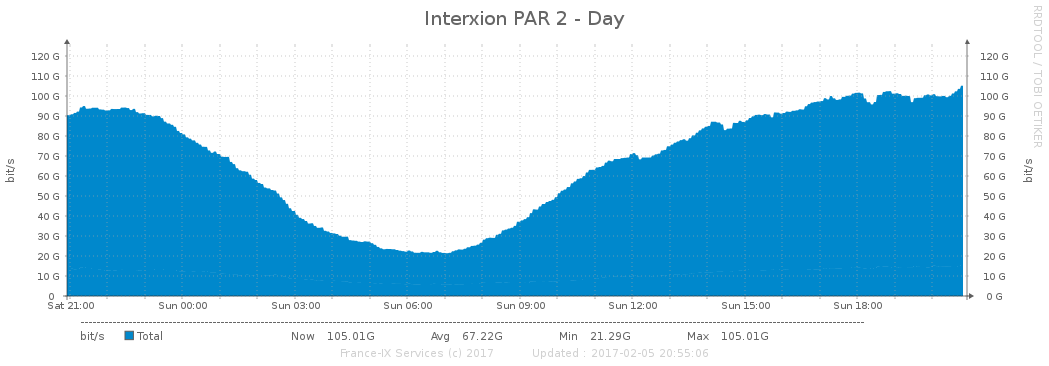 Interxion PAR 2 - Day
RRDTOOL / TOBI OETIKER
bit/s
120 G 120 G
110 G 110 G
100 G 100 G
90 G 90 G
80 G 80 G
70 G 70 G
60 G 60 G
50 G 50 G
40 G 40 G
30 G 30 G
20 G 20 G
10 G 10 G
0 0 G
bit/s
Sat 21:00 Sun 00:00 Sun 03:00 Sun 06:00 Sun 09:00 Sun 12:00 Sun 15:00 Sun 18:00
bit/s Total Now 105.01G Avg 67.22G Min 21.29G Max 105.01G
France-IX Services (c) 2017 Updated : 2017-02-05 20:55:06